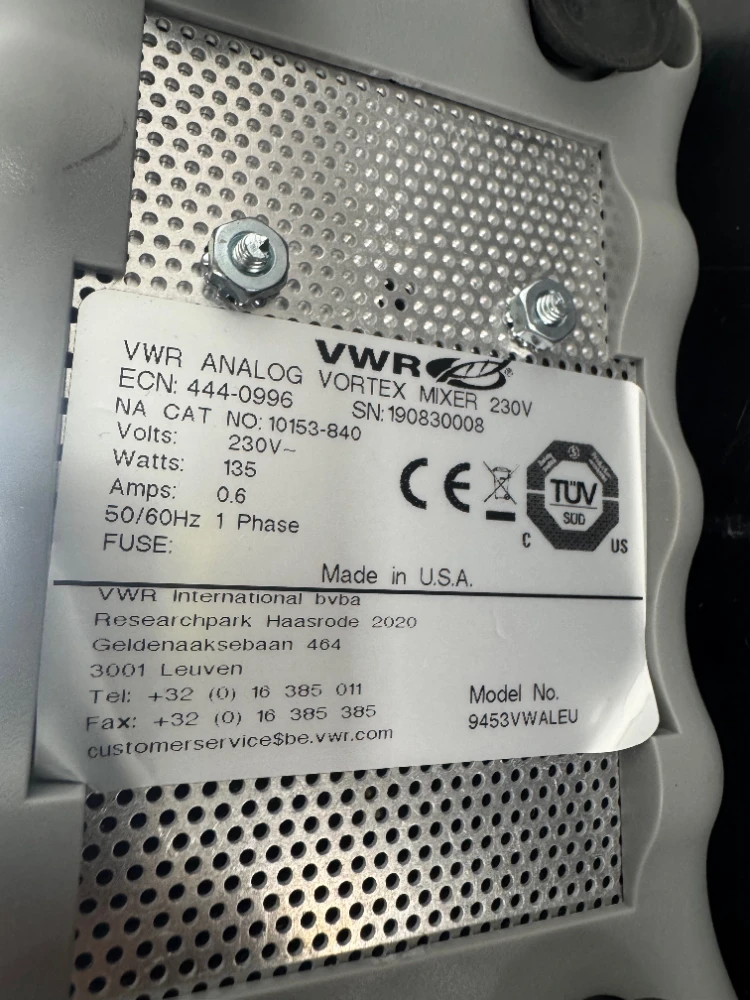 VWR
VWR ANALOG VORTEX MIXER 230V
ECN: 444-0996 SN:190830008
NA CAT NO: 10153-840
Volts: 230V~
Watts: 135
Amps: 0.6
50/60Hz 1 Phase
FUSE:
CE
TÜV
SÜD
C US
Made in U.S.A.
VWR International bvba
Researchpark Haasrode 2020
Geldenaaksebaan 464
3001 Leuven
Tel: +32 (0) 16 385 011
Fax: +32 (0) 16 385 385
customerservice$be.vwr.com
Model No.
9453VWALEU